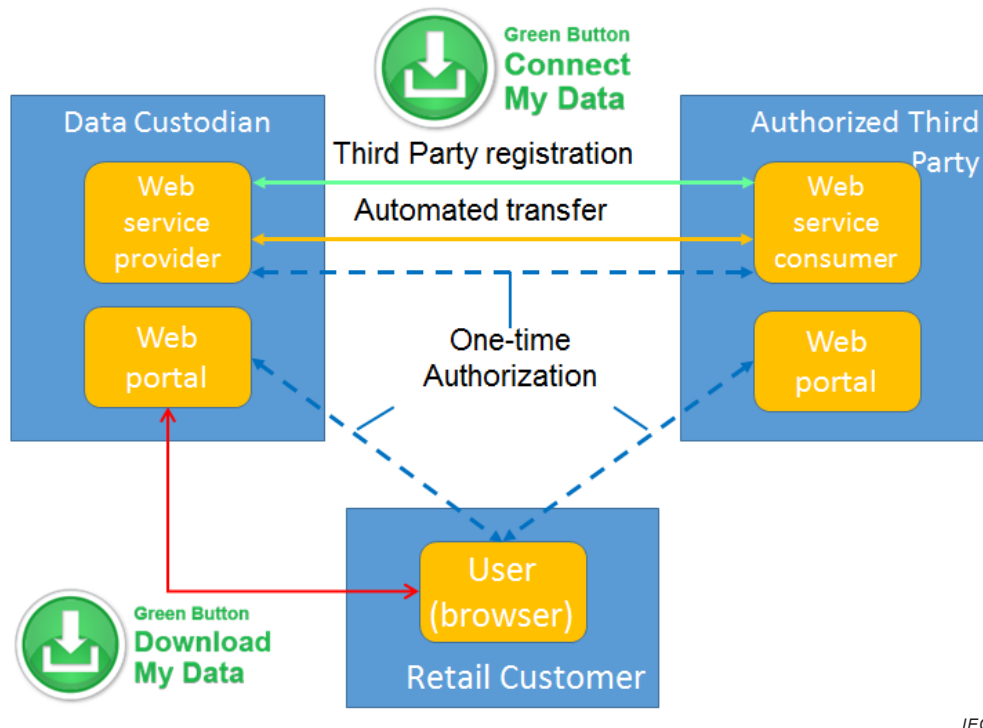 Green Button
Connect
My Data
Data Custodian
Authorized Third
Party
Third Party registration
Web
service
provider
Web
service
consumer
Automated transfer
One-time
Authorization
Web
portal
Web
portal
User
(browser)
Retail Customer
Green Button
Download
My Data